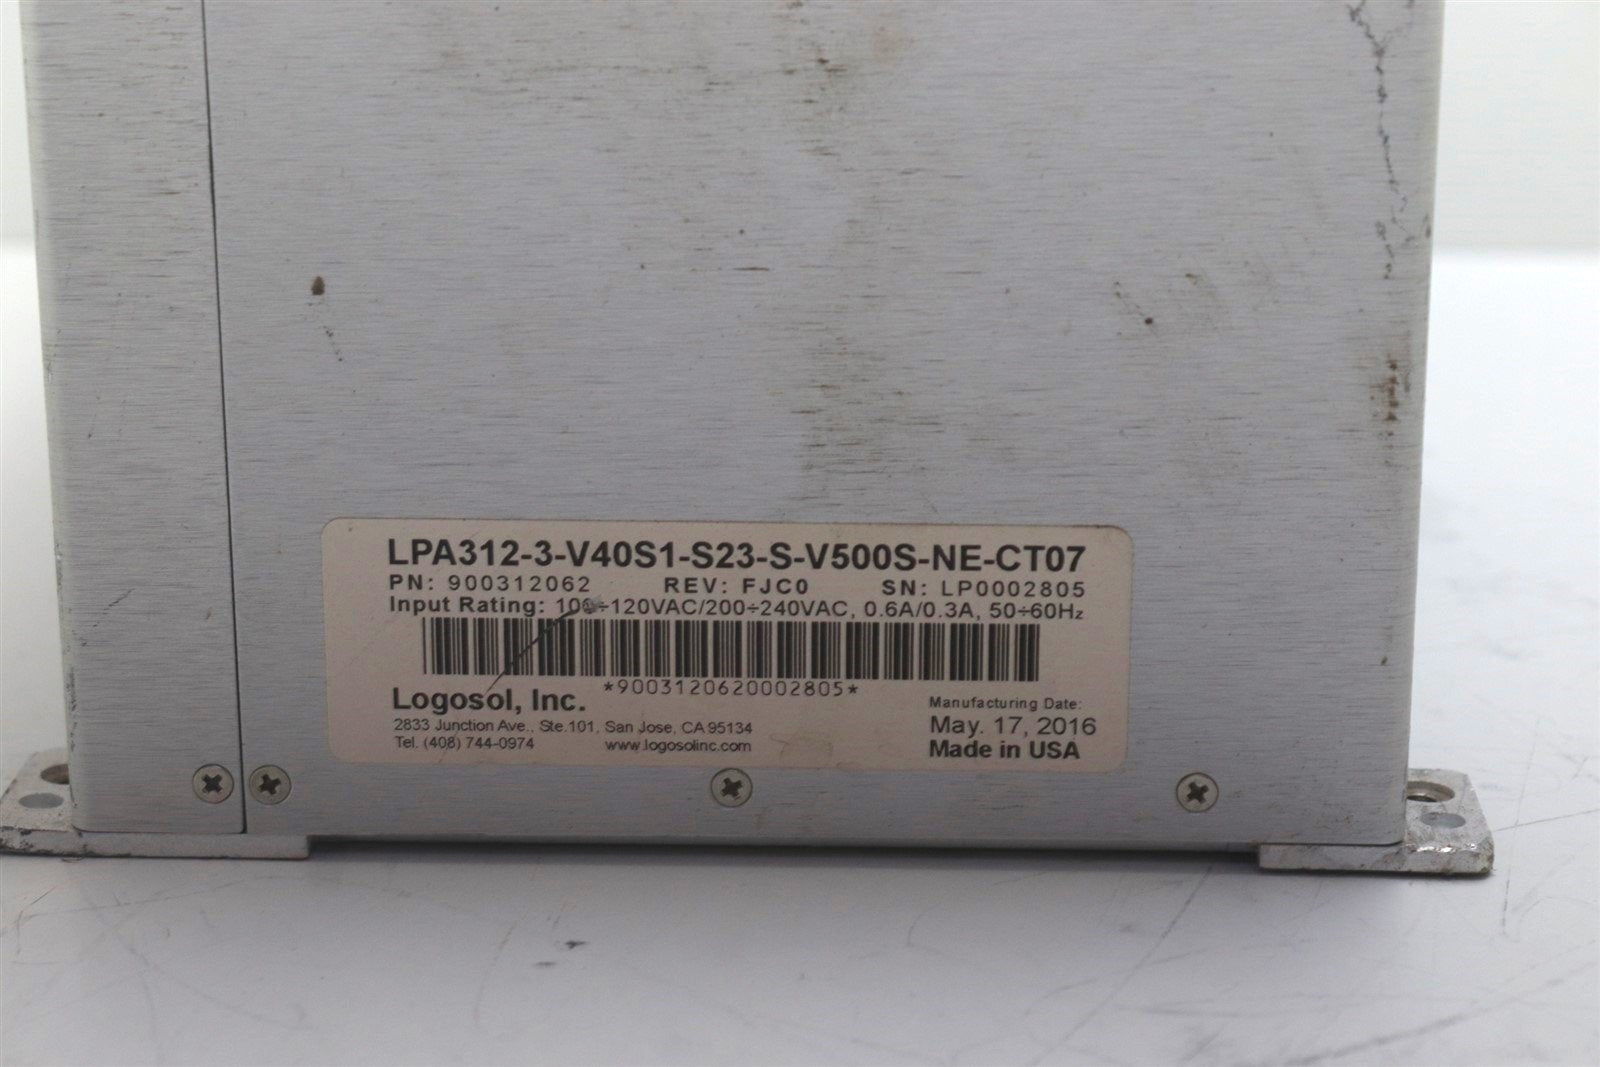 LPA312-3-V40S1-S23-S-V500S-NE-CT07
PN: 900312062 REV: FJC0 SN: LP0002805
Input Rating: 100÷120VAC/200÷240VAC, 0.6A/0.3A, 50÷60Hz
*9003120620002805*
Logosol, Inc.
2833 Junction Ave., Ste.101, San Jose, CA 95134
Tel. (408) 744-0974 www.logosolinc.com
Manufacturing Date:
May. 17, 2016
Made in USA